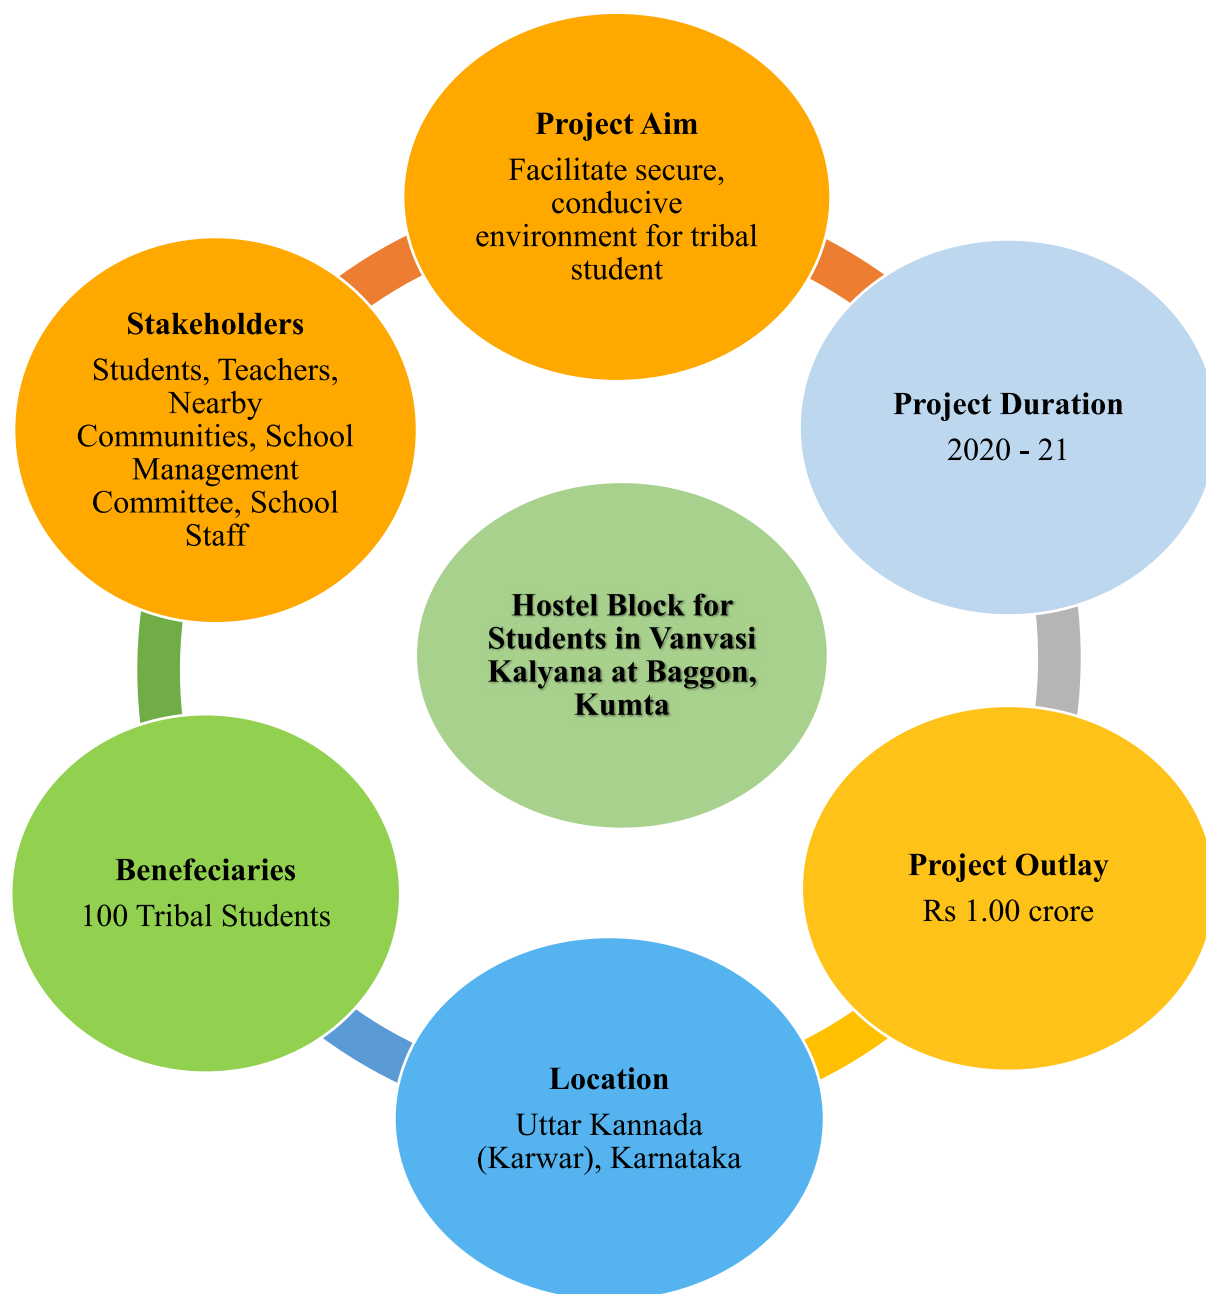 Project Aim
Facilitate secure,
conducive
environment for tribal
student
Stakeholders
Students, Teachers,
Nearby
Communities, School
Management
Committee, School
Staff
Project Duration
2020 - 21
Hostel Block for
Students in Vanvasi
Kalyana at Baggon,
Kumta
Benefeciaries
100 Tribal Students
Project Outlay
Rs 1.00 crore
Location
Uttar Kannada
(Karwar), Karnataka